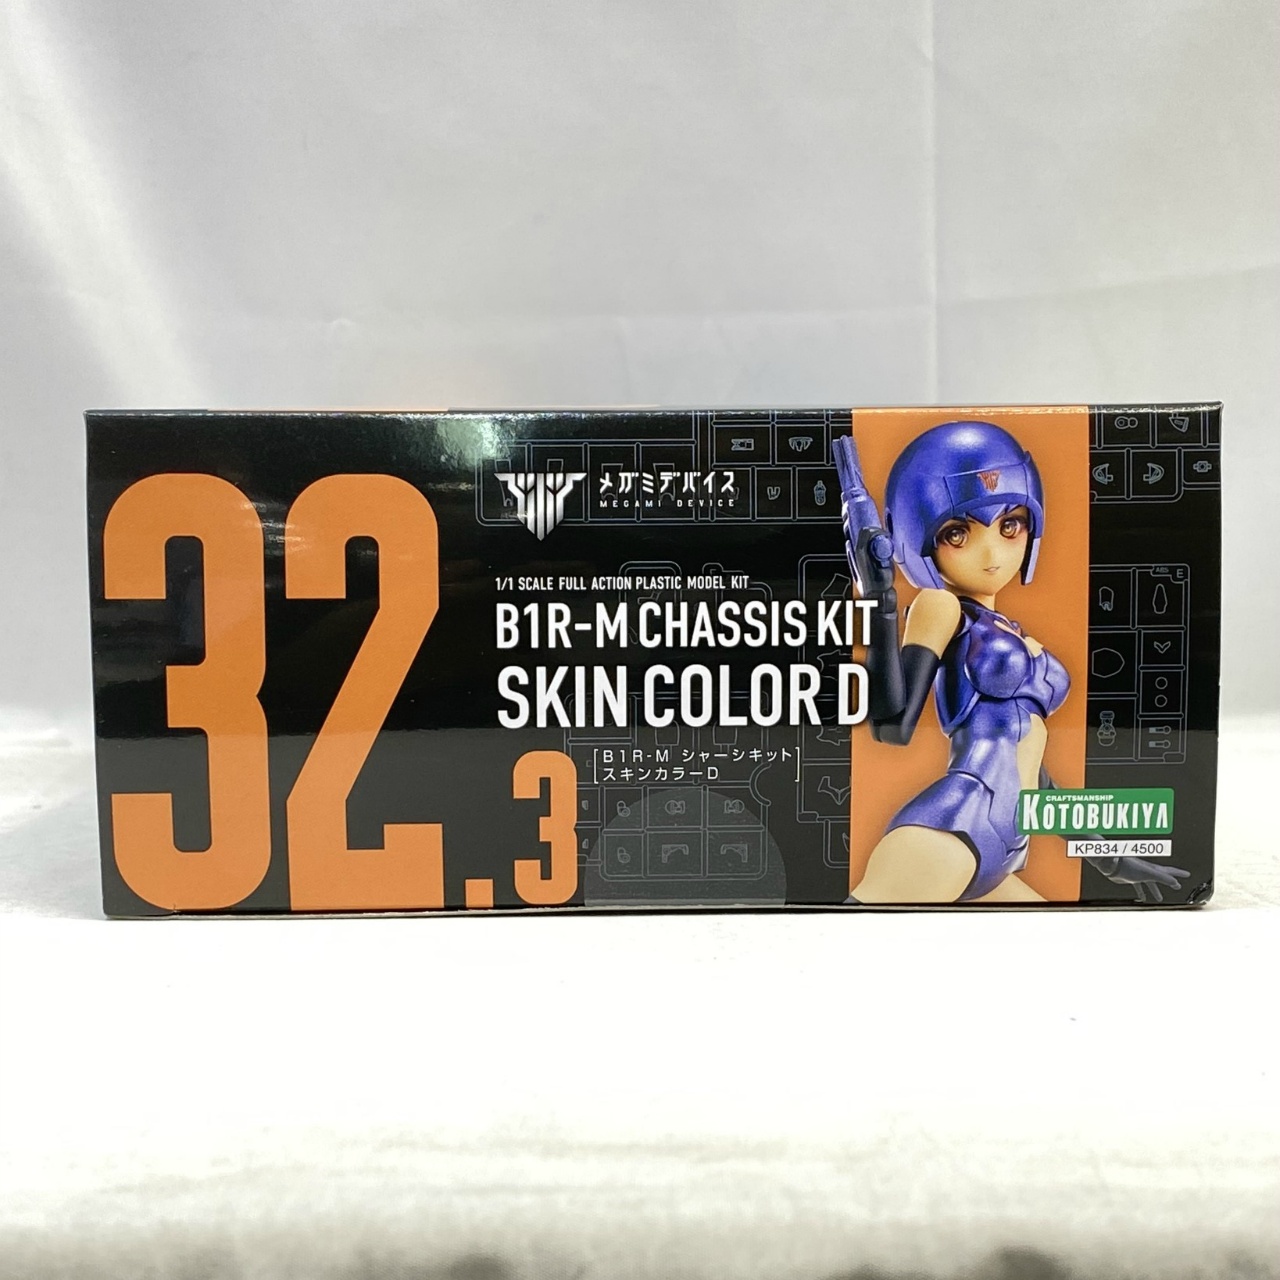 32.3
メガミデバイス
MEGAMI DEVICE
1/1 SCALE FULL ACTION PLASTIC MODEL KIT
B1R-M CHASSIS KIT
SKIN COLOR D
[B1R-M シャーシキット
スキンカラーD]
ABS E
CRAFTSMANSHIP
KOTOBUKIYA
KP834 / 4500